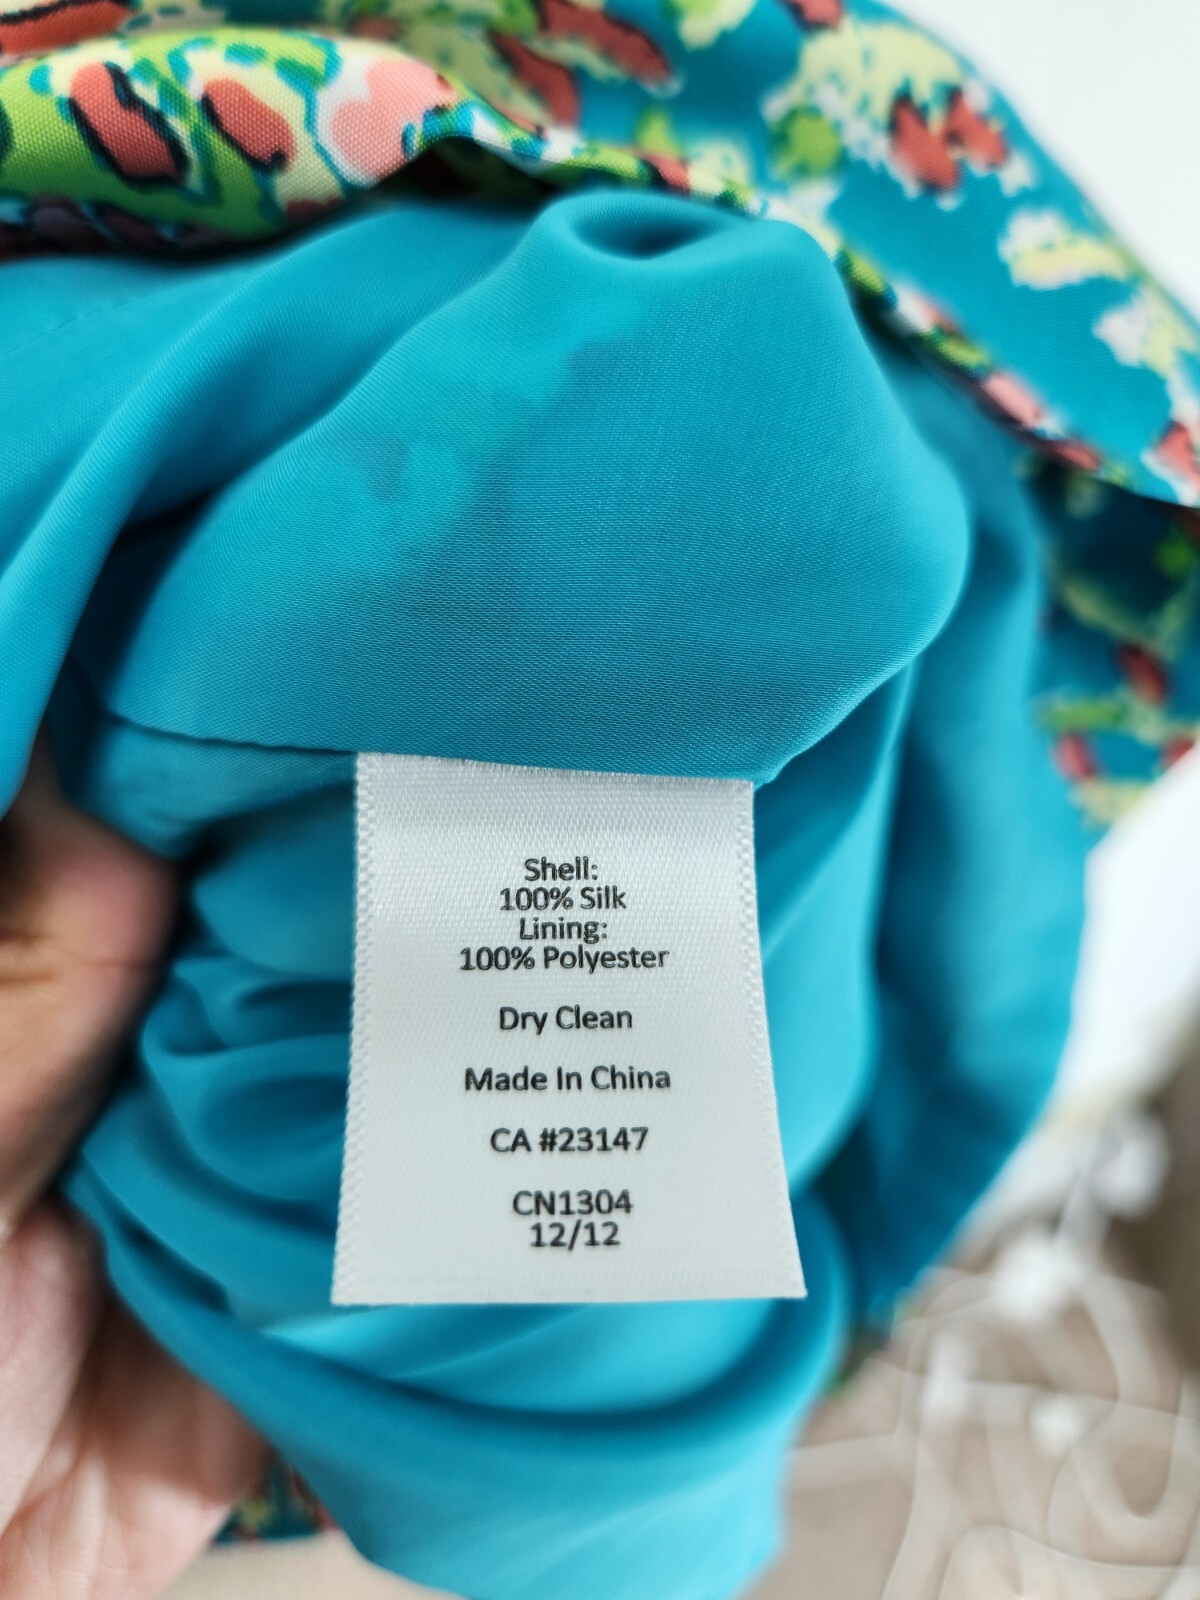 Shell:
100% Silk
Lining:
100% Polyester
Dry Clean
Made In China
CA #23147
CN1304
12/12